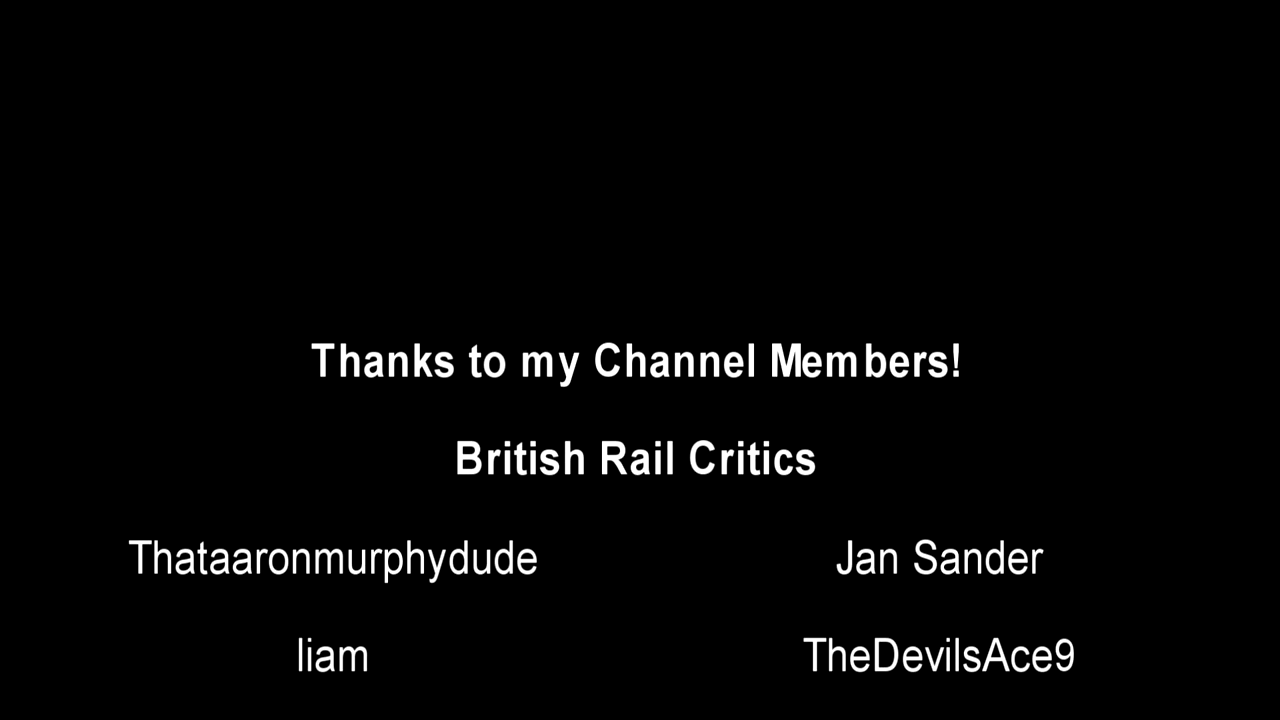 Thanks to my Channel Members!
British Rail Critics
Thataaronmurphydude Jan Sander
liam TheDevilsAce9